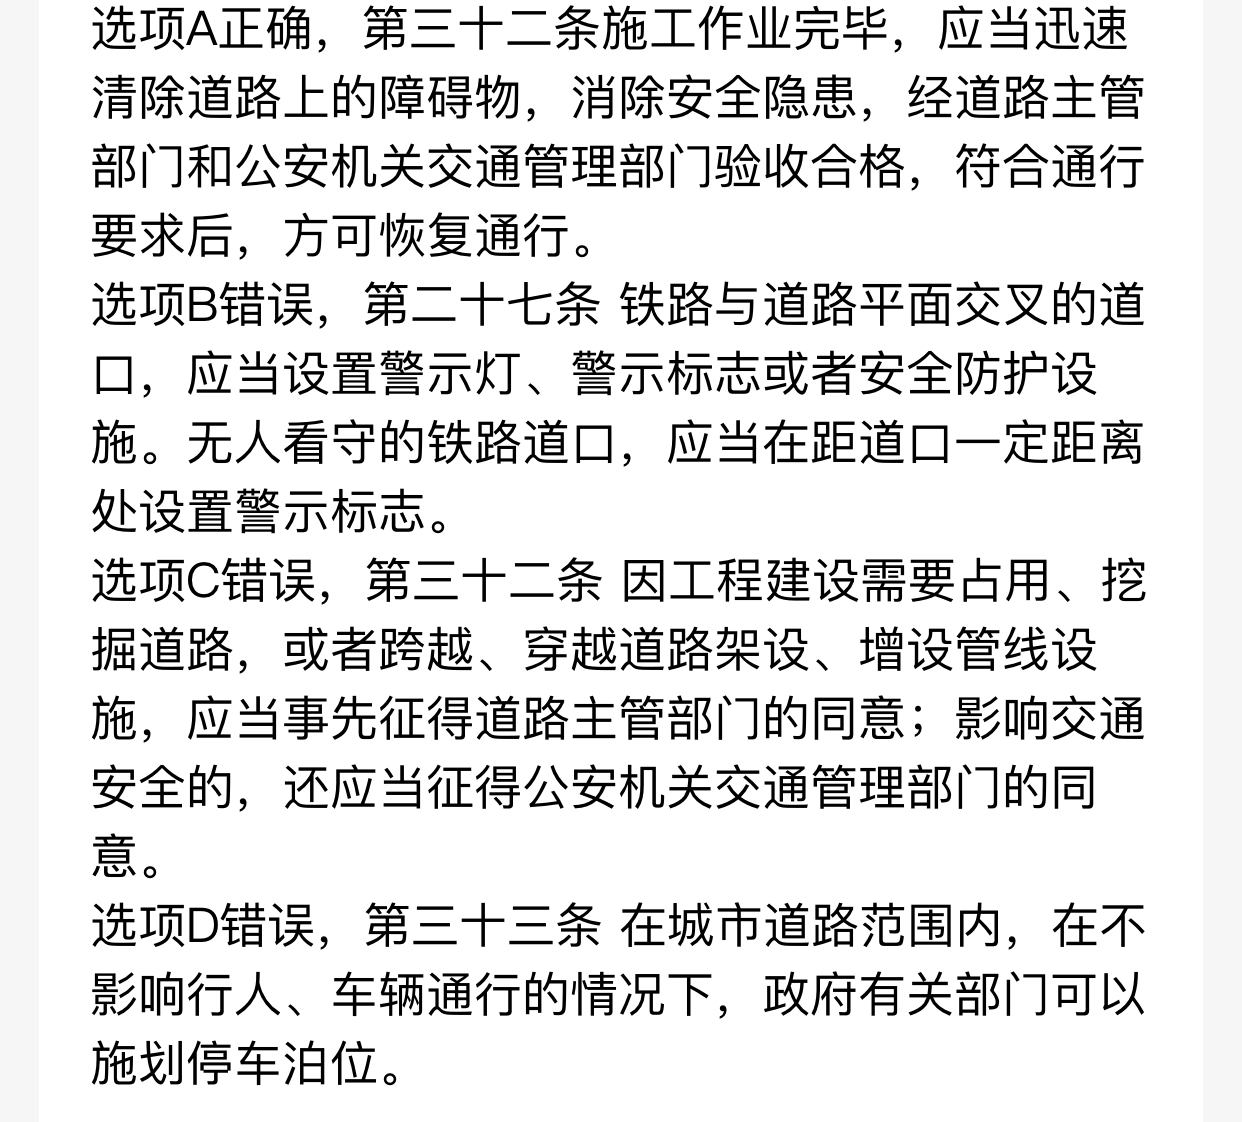 选项A正确，第三十二条施工作业完毕，应当迅速
清除道路上的障碍物，消除安全隐患，经道路主管
部门和公安机关交通管理部门验收合格，符合通行
要求后，方可恢复通行。
选项B错误，第二十七条 铁路与道路平面交叉的道
口，应当设置警示灯、警示标志或者安全防护设
施。无人看守的铁路道口，应当在距道口一定距离
处设置警示标志。
选项C错误，第三十二条 因工程建设需要占用、挖
掘道路，或者跨越、穿越道路架设、增设管线设
施，应当事先征得道路主管部门的同意；影响交通
安全的，还应当征得公安机关交通管理部门的同
意。
选项D错误，第三十三条 在城市道路范围内，在不
影响行人、车辆通行的情况下，政府有关部门可以
施划停车泊位。